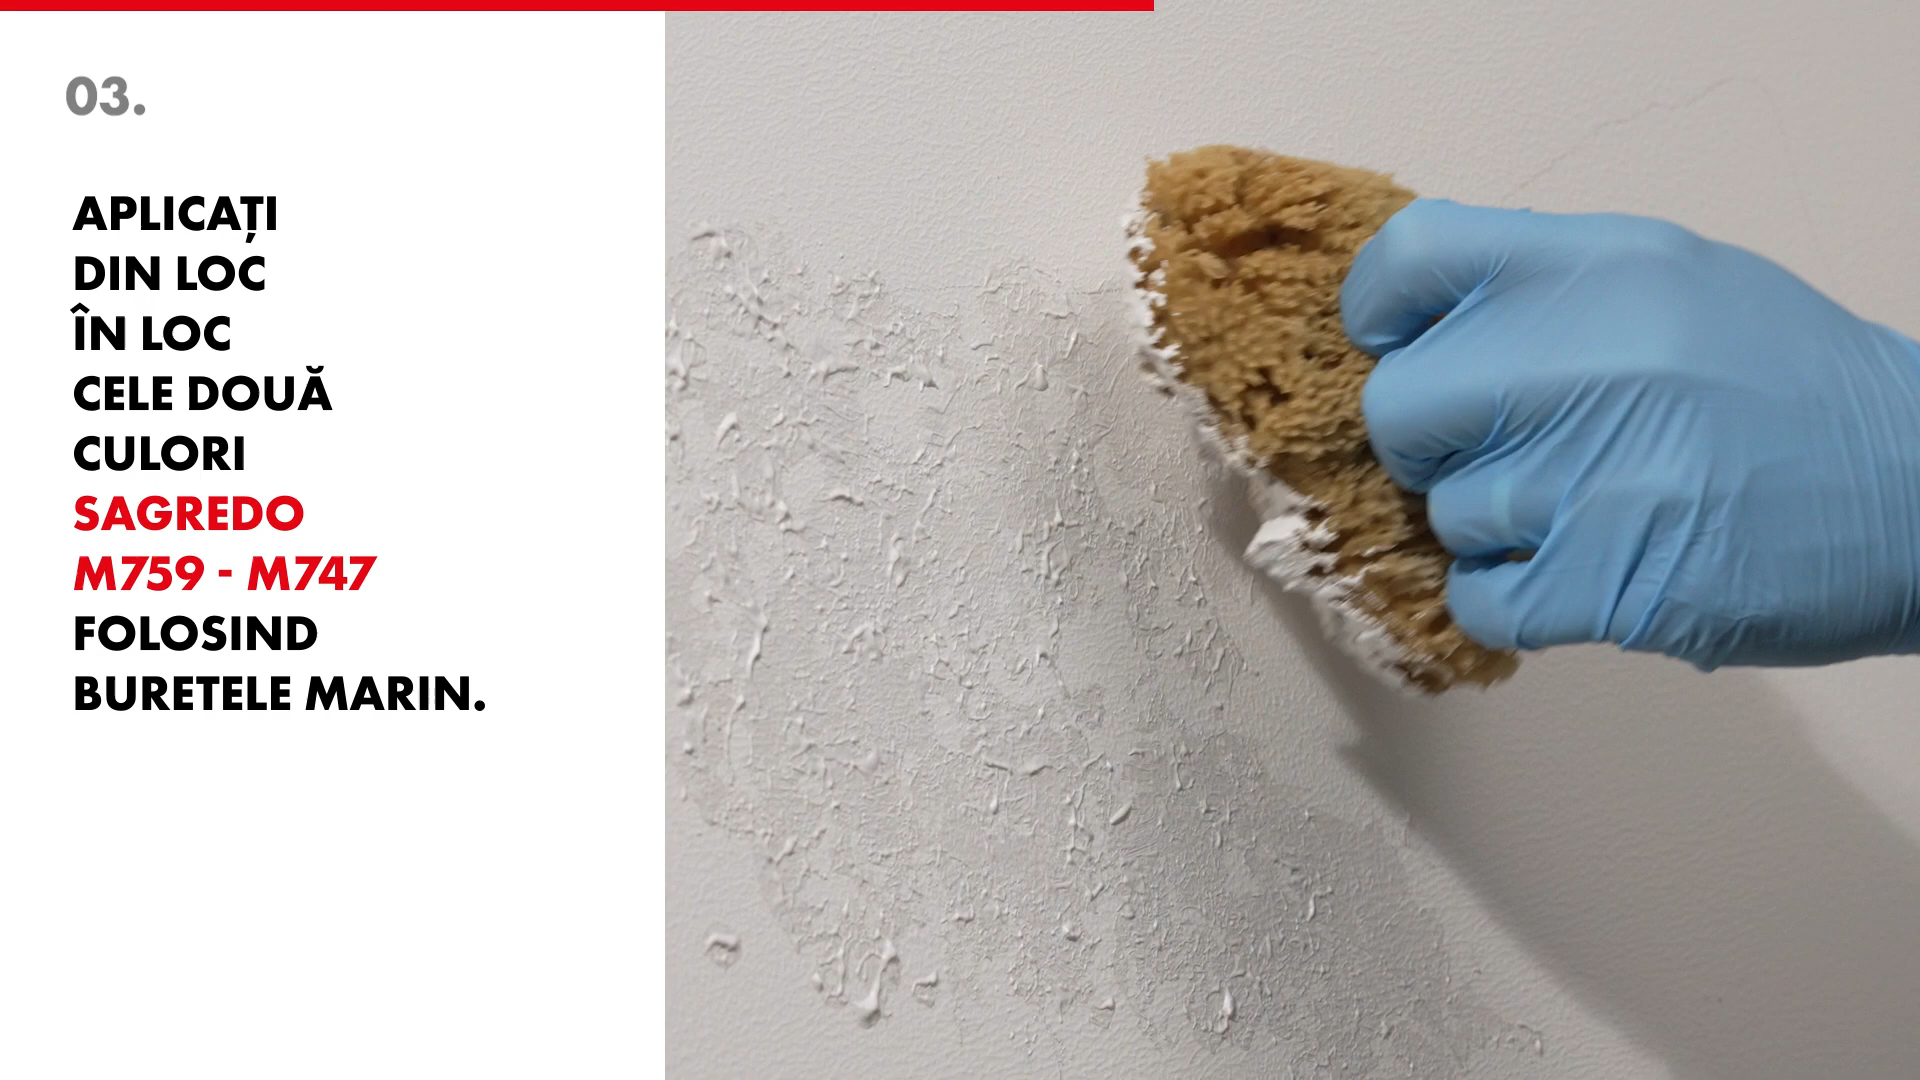 03.
APLICAȚI
DIN LOC
ÎN LOC
CELE DOUĂ
CULORI
SAGREDO
M759 - M747
FOLOSIND
BURETELE MARIN.